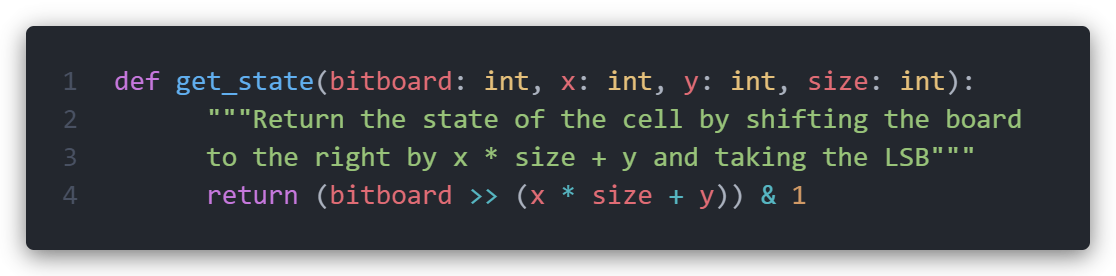 1 def get_state(bitboard: int, x: int, y: int, size: int):
2 """Return the state of the cell by shifting the board
3 to the right by x * size + y and taking the LSB"""
4 return (bitboard >> (x * size + y)) & 1